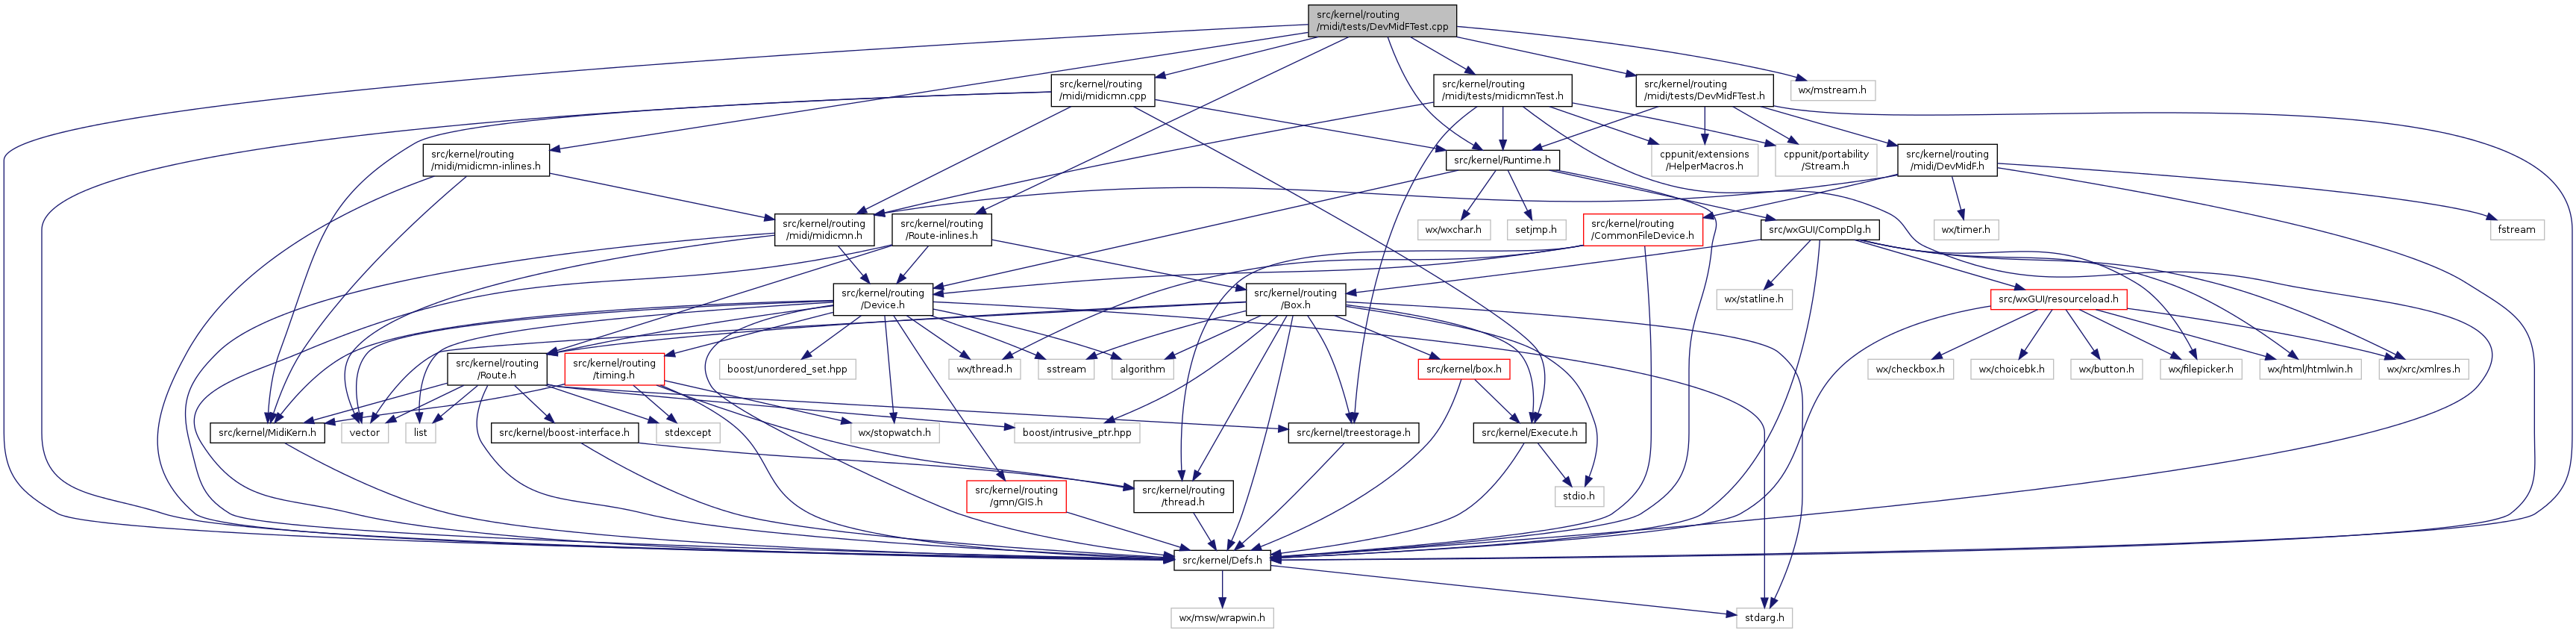 src/kernel/routing
/midi/tests/DevMidFTest.cpp
src/kernel/routing
/midi/midicmn.cpp
src/kernel/routing
/midi/tests/midicmnTest.h
src/kernel/routing
/midi/tests/DevMidFTest.h
wx/mstream.h
src/kernel/routing
/midi/midicmn-inlines.h
src/kernel/Runtime.h
cppunit/extensions
/HelperMacros.h
cppunit/portability
/Stream.h
src/kernel/routing
/midi/DevMidF.h
src/kernel/routing
/midi/midicmn.h
src/kernel/routing
/Route-inlines.h
wx/wxchar.h
setjmp.h
src/kernel/routing
/CommonFileDevice.h
src/wxGUI/CompDlg.h
wx/timer.h
fstream
src/kernel/routing
/Device.h
src/kernel/routing
/Box.h
wx/statline.h
src/wxGUI/resourceload.h
src/kernel/routing
/Route.h
src/kernel/routing
/timing.h
boost/unordered_set.hpp
wx/thread.h
sstream
algorithm
src/kernel/box.h
wx/checkbox.h
wx/choicebk.h
wx/button.h
wx/filepicker.h
wx/html/htmlwin.h
wx/xrc/xmlres.h
src/kernel/MidiKern.h
vector
list
src/kernel/boost-interface.h
stdexcept
wx/stopwatch.h
boost/intrusive_ptr.hpp
src/kernel/treestorage.h
src/kernel/Execute.h
src/kernel/routing
/gmn/GIS.h
src/kernel/routing
/thread.h
stdio.h
src/kernel/Defs.h
wx/msw/wrapwin.h
stdarg.h